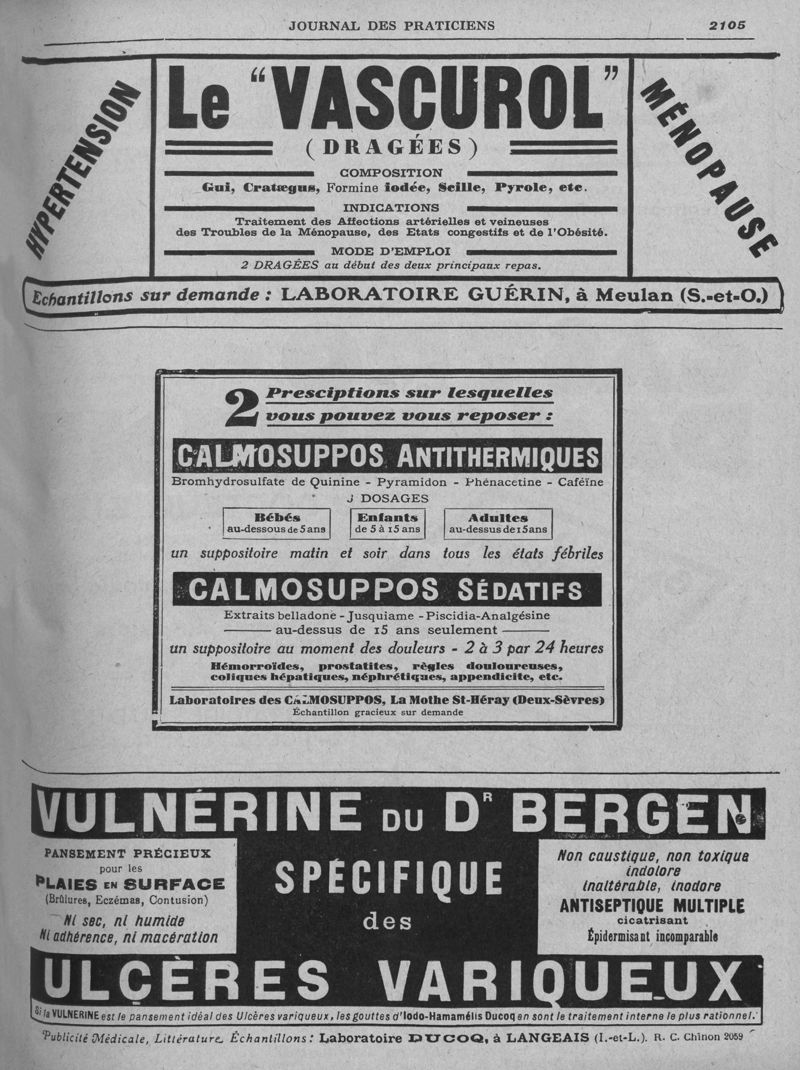 JOURNAL DES PRATICIENS 2105
HYPERTENSION
Le "VASCUROL"
(DRAGÉES)
COMPOSITION
Gui, Cratægus, Formine iodée, Scille, Pyrole, etc.
INDICATIONS
Traitement des Affections artérielles et veineuses
des Troubles de la Ménopause, des Etats congestifs et de l'Obésité.
MODE D'EMPLOI
2 DRAGÉES au début des deux principaux repas.
MÉNOPAUSE
Echantillons sur demande : LABORATOIRE GUÉRIN, à Meulan (S.-et-O.)
2 Presciptions sur lesquelles
vous pouvez vous reposer :
CALMOSUPPOS ANTITHERMIQUES
Bromhydrosulfate de Quinine - Pyramidon - Phénacetine - Caféïne
J DOSAGES
Bébés
au-dessous de 5 ans
Enfants
de 5 à 15 ans
Adultes
au-dessus de 15 ans
un suppositoire matin et soir dans tous les états fébriles
CALMOSUPPOS SÉDATIFS
Extraits belladone - Jusquiame - Piscidia-Analgésine
au-dessus de 15 ans seulement
un suppositoire au moment des douleurs - 2 à 3 par 24 heures
Hémorroïdes, prostatites, règles douloureuses,
coliques hépatiques, néphrétiques, appendicite, etc.
Laboratoires des CALMOSUPPOS, La Mothe St-Héray (Deux-Sèvres)
Échantillon gracieux sur demande
VULNÉRINE DU Dr BERGEN
PANSEMENT PRÉCIEUX
pour les
PLAIES EN SURFACE
(Brûlures, Eczémas, Contusion)
Ni sec, ni humide
Ni adhérence, ni macération
SPÉCIFIQUE
des
Non caustique, non toxique
indolore
inaltérable, inodore
ANTISEPTIQUE MULTIPLE
cicatrisant
Épidermisant incomparable
ULCÈRES VARIQUEUX
Si la VULNERINE est le pansement idéal des Ulcères variqueux, les gouttes d'Iodo-Hamamélis Ducoq en sont le traitement interne le plus rationnel.
Publicité Médicale, Littérature, Échantillons : Laboratoire DUCOQ, à LANGEAIS (I.-et-L.). R. C. Chinon 2059